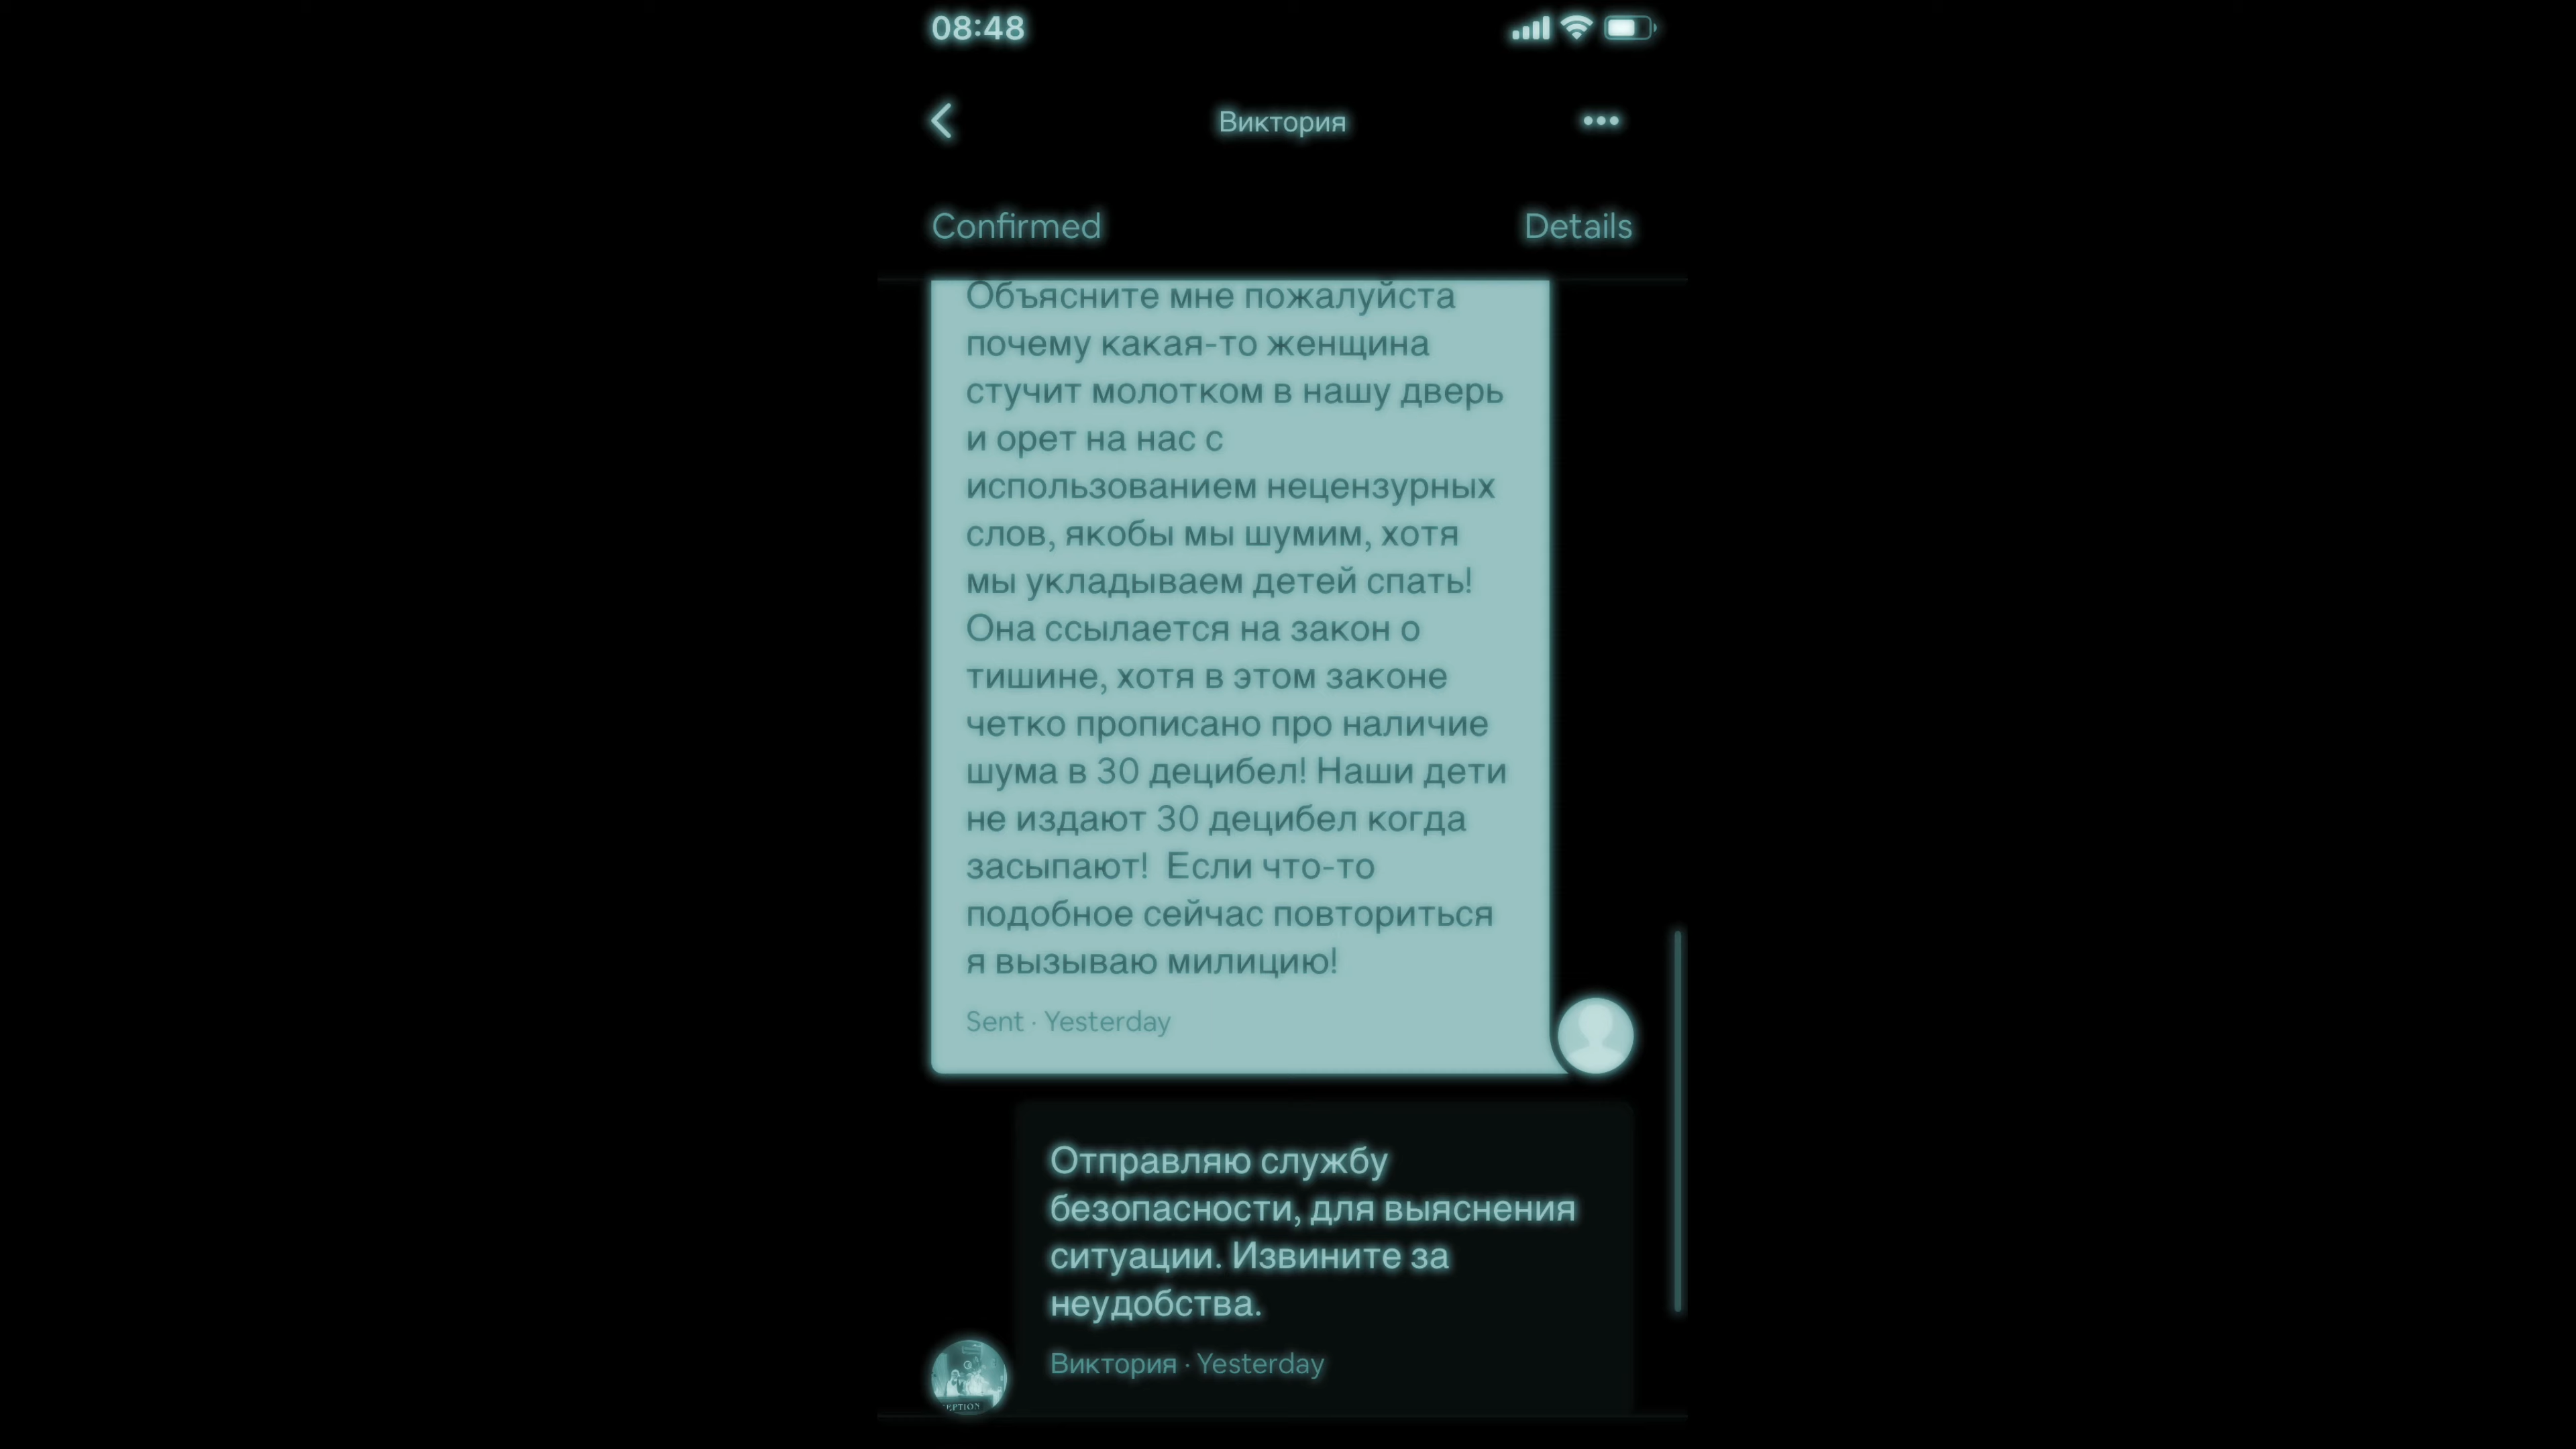 08:48
Виктория
Confirmed
Details
Объясните мне пожалуйста
почему какая-то женщина
стучит молотком в нашу дверь
и орет на нас с
использованием нецензурных
слов, якобы мы шумим, хотя
мы укладываем детей спать!
Она ссылается на закон о
тишине, хотя в этом законе
четко прописано про наличие
шума в 30 децибел! Наши дети
не издают 30 децибел когда
засыпают!  Если что-то
подобное сейчас повториться
я вызываю милицию!
Sent · Yesterday
Отправляю службу
безопасности, для выяснения
ситуации. Извините за
неудобства.
Виктория · Yesterday